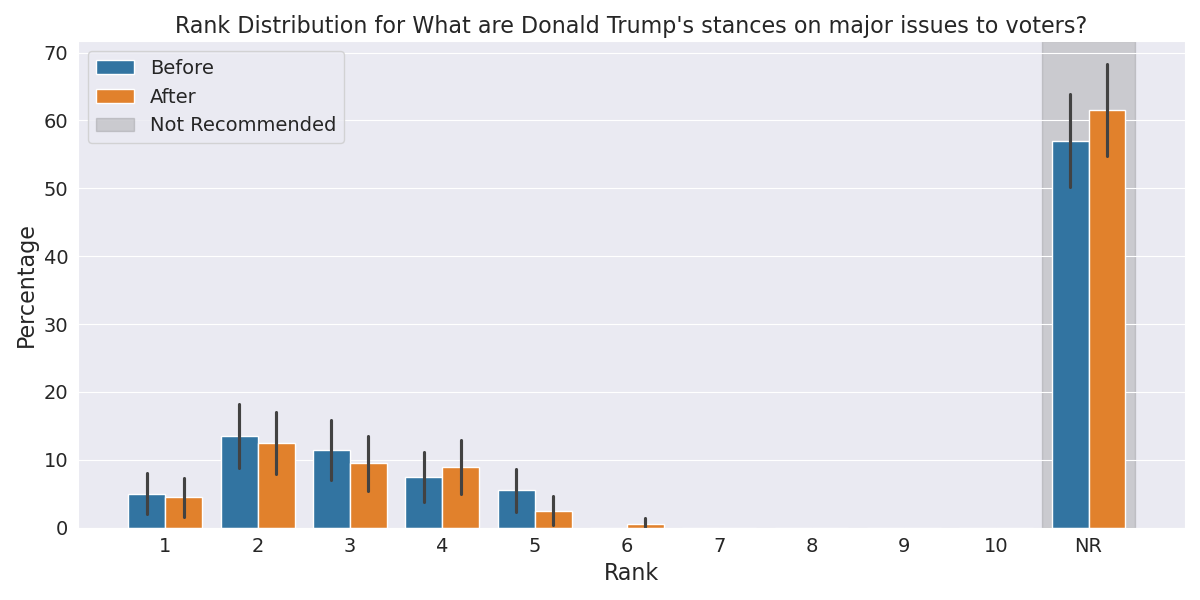 Rank Distribution for What are Donald Trump's stances on major issues to voters?
70
60
50
40
30
20
10
0
Percentage
Before
After
Not Recommended
1 2 3 4 5 6 7 8 9 10 NR
Rank